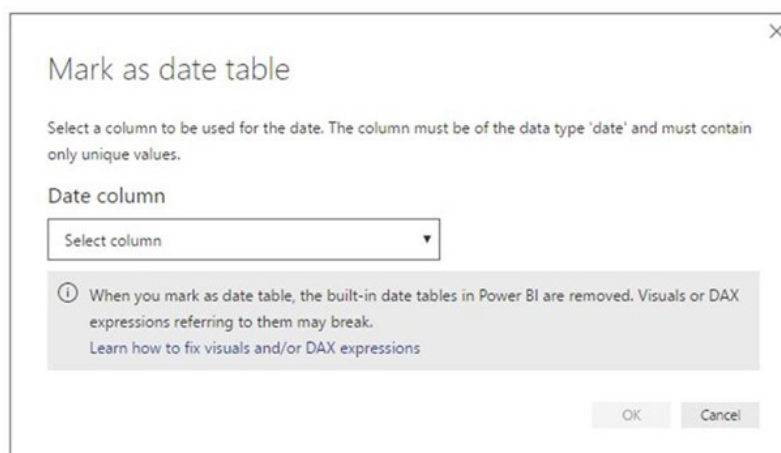 Mark as date table
Select a column to be used for the date. The column must be of the data type 'date' and must contain
only unique values.
Date column
Select column
When you mark as date table, the built-in date tables in Power BI are removed. Visuals or DAX
expressions referring to them may break.
Learn how to fix visuals and/or DAX expressions
OK Cancel